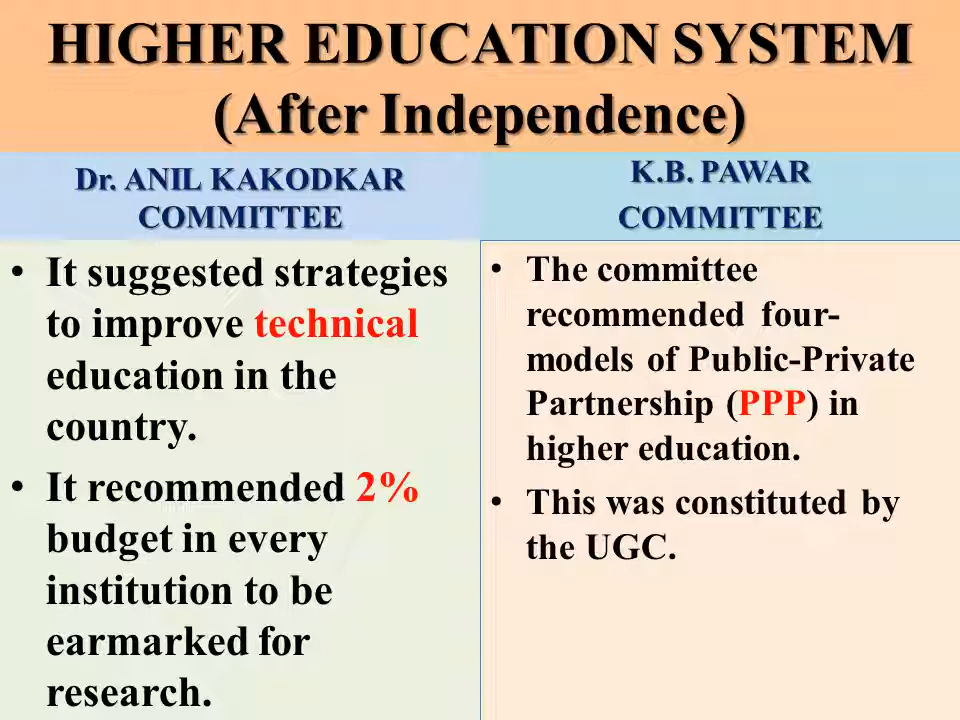 HIGHER EDUCATION SYSTEM
(After Independence)
Dr. ANIL KAKODKAR
COMMITTEE
• It suggested strategies
to improve technical
education in the
country.
• It recommended 2%
budget in every
institution to be
earmarked for
research.
K.B. PAWAR
COMMITTEE
• The committee
recommended four-
models of Public-Private
Partnership (PPP) in
higher education.
• This was constituted by
the UGC.